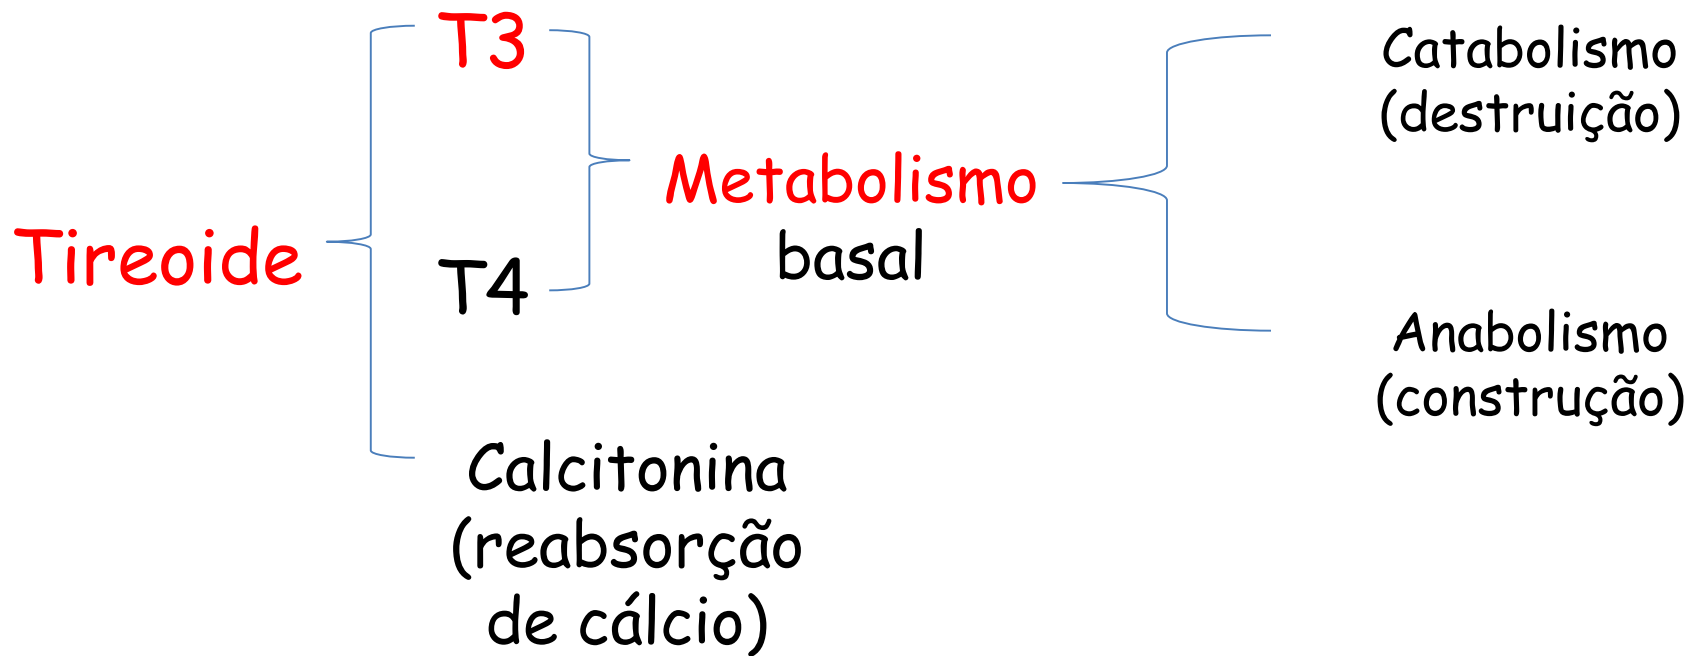 Tireoide
T3
T4
Calcitonina
(reabsorção
de cálcio)
Metabolismo
basal
Catabolismo
(destruição)
Anabolismo
(construção)